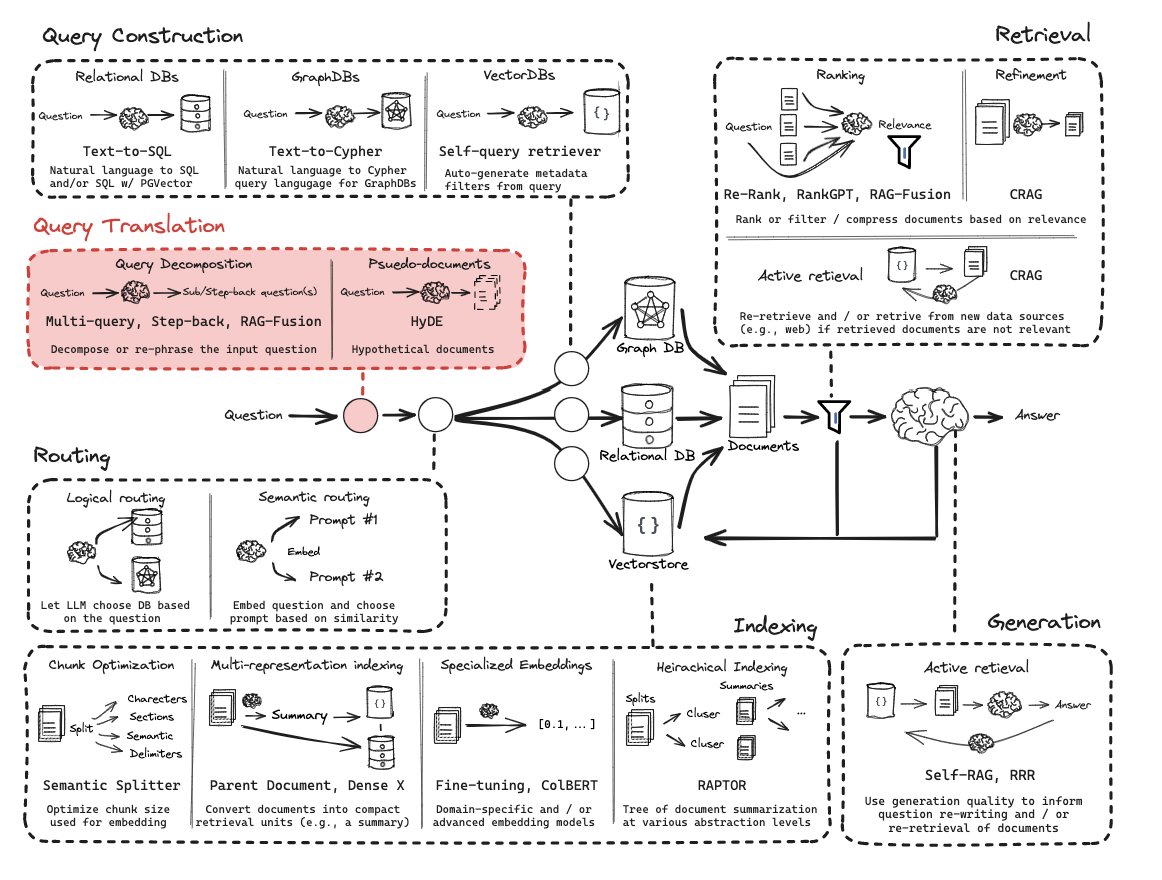 Query Construction
Relational DBs
Question
Text-to-SQL
Natural language to SQL
and/or SQL w/ PGVector
GraphDBs
Question
Text-to-Cypher
Natural language to Cypher
query langugage for GraphDBs
VectorDBs
Question
{ }
Self-query retriever
Auto-generate metadata
filters from query
Retrieval
Ranking
Question
Relevance
Re-Rank, RankGPT, RAG-Fusion
Refinement
CRAG
Rank or filter / compress documents based on relevance
Active retieval
{ }
CRAG
Re-retrieve and / or retrive from new data sources
(e.g., web) if retrieved documents are not relevant
Query Translation
Query Decomposition
Question
Sub/Step-back question(s)
Multi-query, Step-back, RAG-Fusion
Decompose or re-phrase the input question
Psuedo-documents
Question
HyDE
Hypothetical documents
Question
Graph DB
Relational DB
{ }
Vectorstore
Documents
Answer
Routing
Logical routing
Let LLM choose DB based
on the question
Semantic routing
Prompt #1
Embed
Prompt #2
Embed question and choose
prompt based on similarity
Indexing
Chunk Optimization
Split
Charecters
Sections
Semantic
Delimiters
Semantic Splitter
Optimize chunk size
used for embedding
Multi-representation indexing
Summary
{ }
Parent Document, Dense X
Convert documents into compact
retrieval units (e.g., a summary)
Specialized Embeddings
[0.1, ...]
Fine-tuning, ColBERT
Domain-specific and / or
advanced embedding models
Heirachical Indexing
Splits
Summaries
Cluser
Cluser
...
RAPTOR
Tree of document summarization
at various abstraction levels
Generation
Active retieval
{ }
Answer
Self-RAG, RRR
Use generation quality to inform
question re-writing and / or
re-retrieval of documents